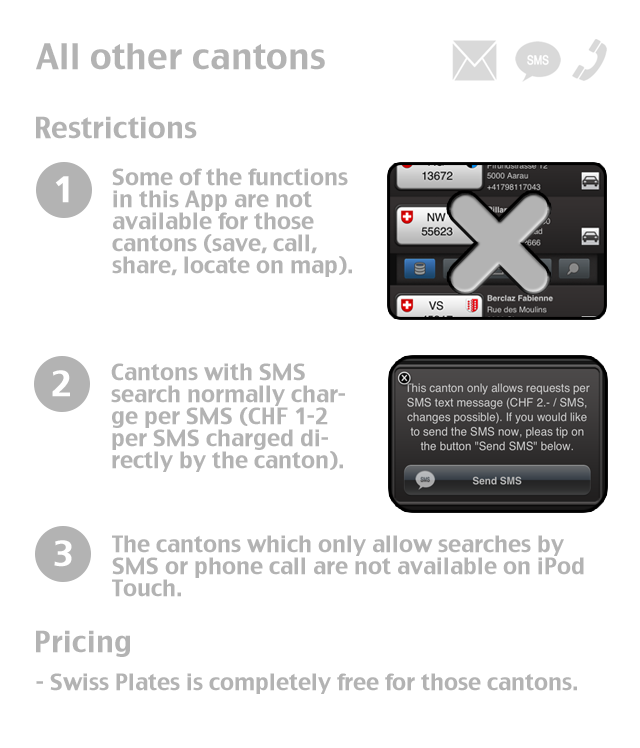 All other cantons
SMS
Restrictions
1
Some of the functions
in this App are not
available for those
cantons (save, call,
share, locate on map).
13672
5000 Aarau
+41798117043
NW
55623
VS
Berclaz Fabienne
Rue des Moulins
2
Cantons with SMS
search normally char-
ge per SMS (CHF 1-2
per SMS charged di-
rectly by the canton).
This canton only allows requests per
SMS text message (CHF 2.- / SMS,
changes possible). If you would like
to send the SMS now, pleas tip on
the button "Send SMS" below.
SMS
Send SMS
3
The cantons which only allow searches by
SMS or phone call are not available on iPod
Touch.
Pricing
- Swiss Plates is completely free for those cantons.